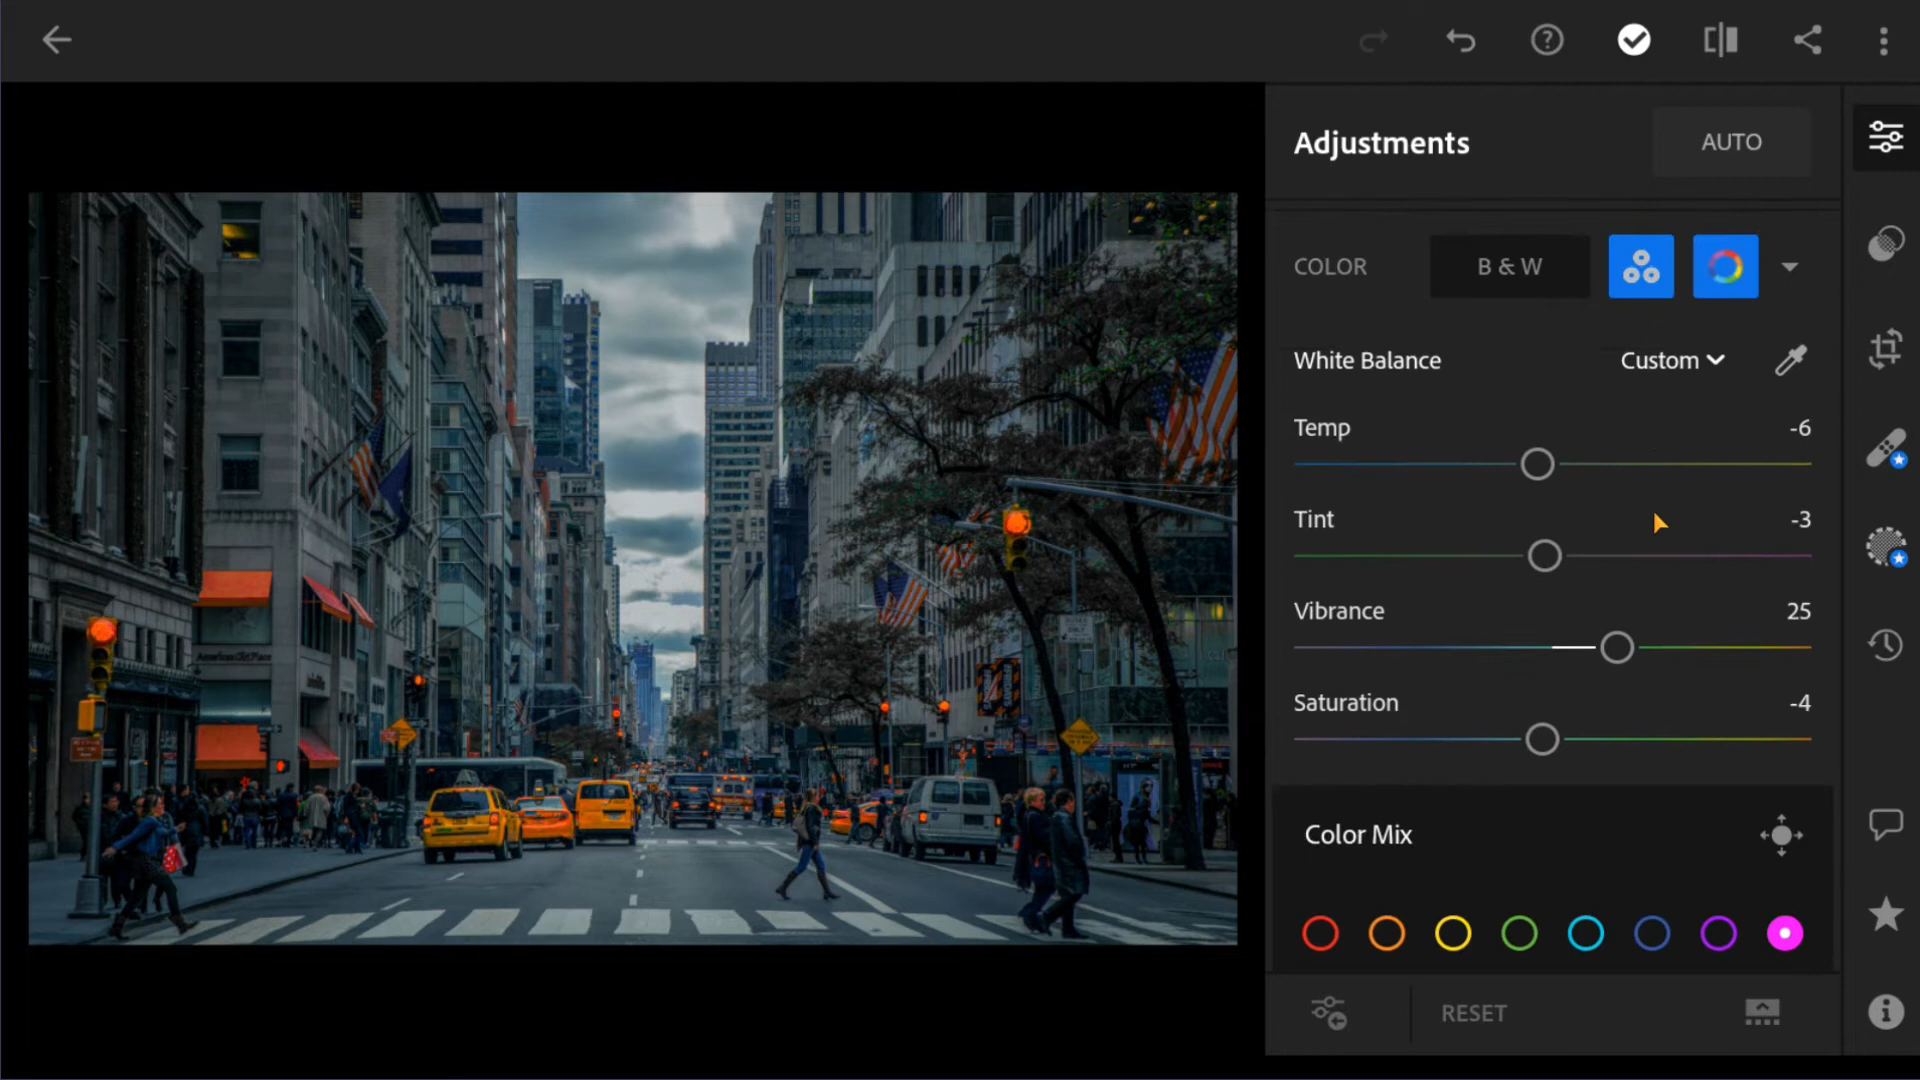 Adjustments
AUTO
COLOR
B & W
White Balance
Custom
Temp
-6
Tint
-3
Vibrance
25
Saturation
-4
Color Mix
RESET